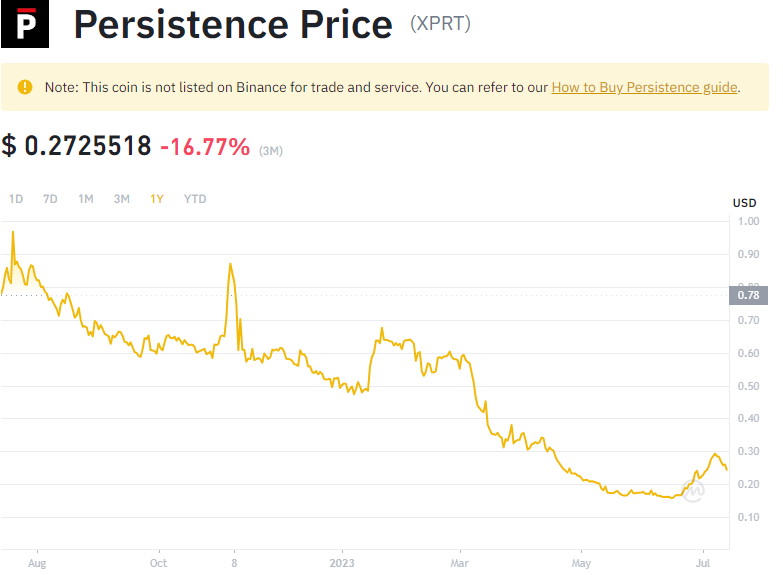 P
Persistence Price (XPRT)
Note: This coin is not listed on Binance for trade and service. You can refer to our How to Buy Persistence guide.
$ 0.2725518 -16.77% (3M)
1D 7D 1M 3M 1Y YTD
USD
1.00
0.90
0.78
0.70
0.60
0.50
0.40
0.30
0.20
0.10
Aug Oct 8 2023 Mar May Jul